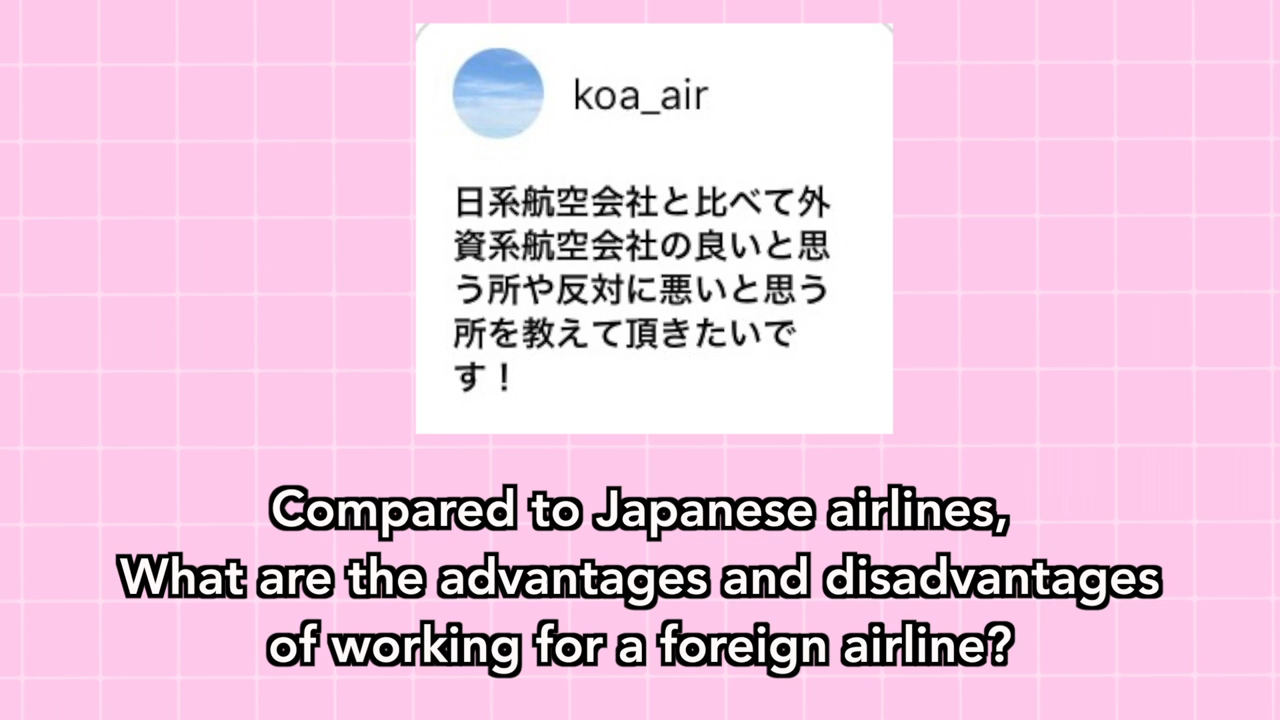 koa_air
日系航空会社と比べて外
資系航空会社の良いと思
う所や反対に悪いと思う
所を教えて頂きたいで
す！
Compared to Japanese airlines,
What are the advantages and disadvantages
of working for a foreign airline?